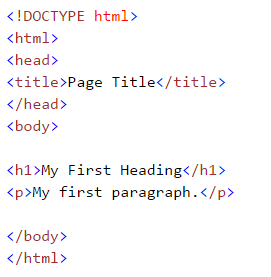 <!DOCTYPE html>
<html>
<head>
<title>Page Title</title>
</head>
<body>

<h1>My First Heading</h1>
<p>My first paragraph.</p>

</body>
</html>